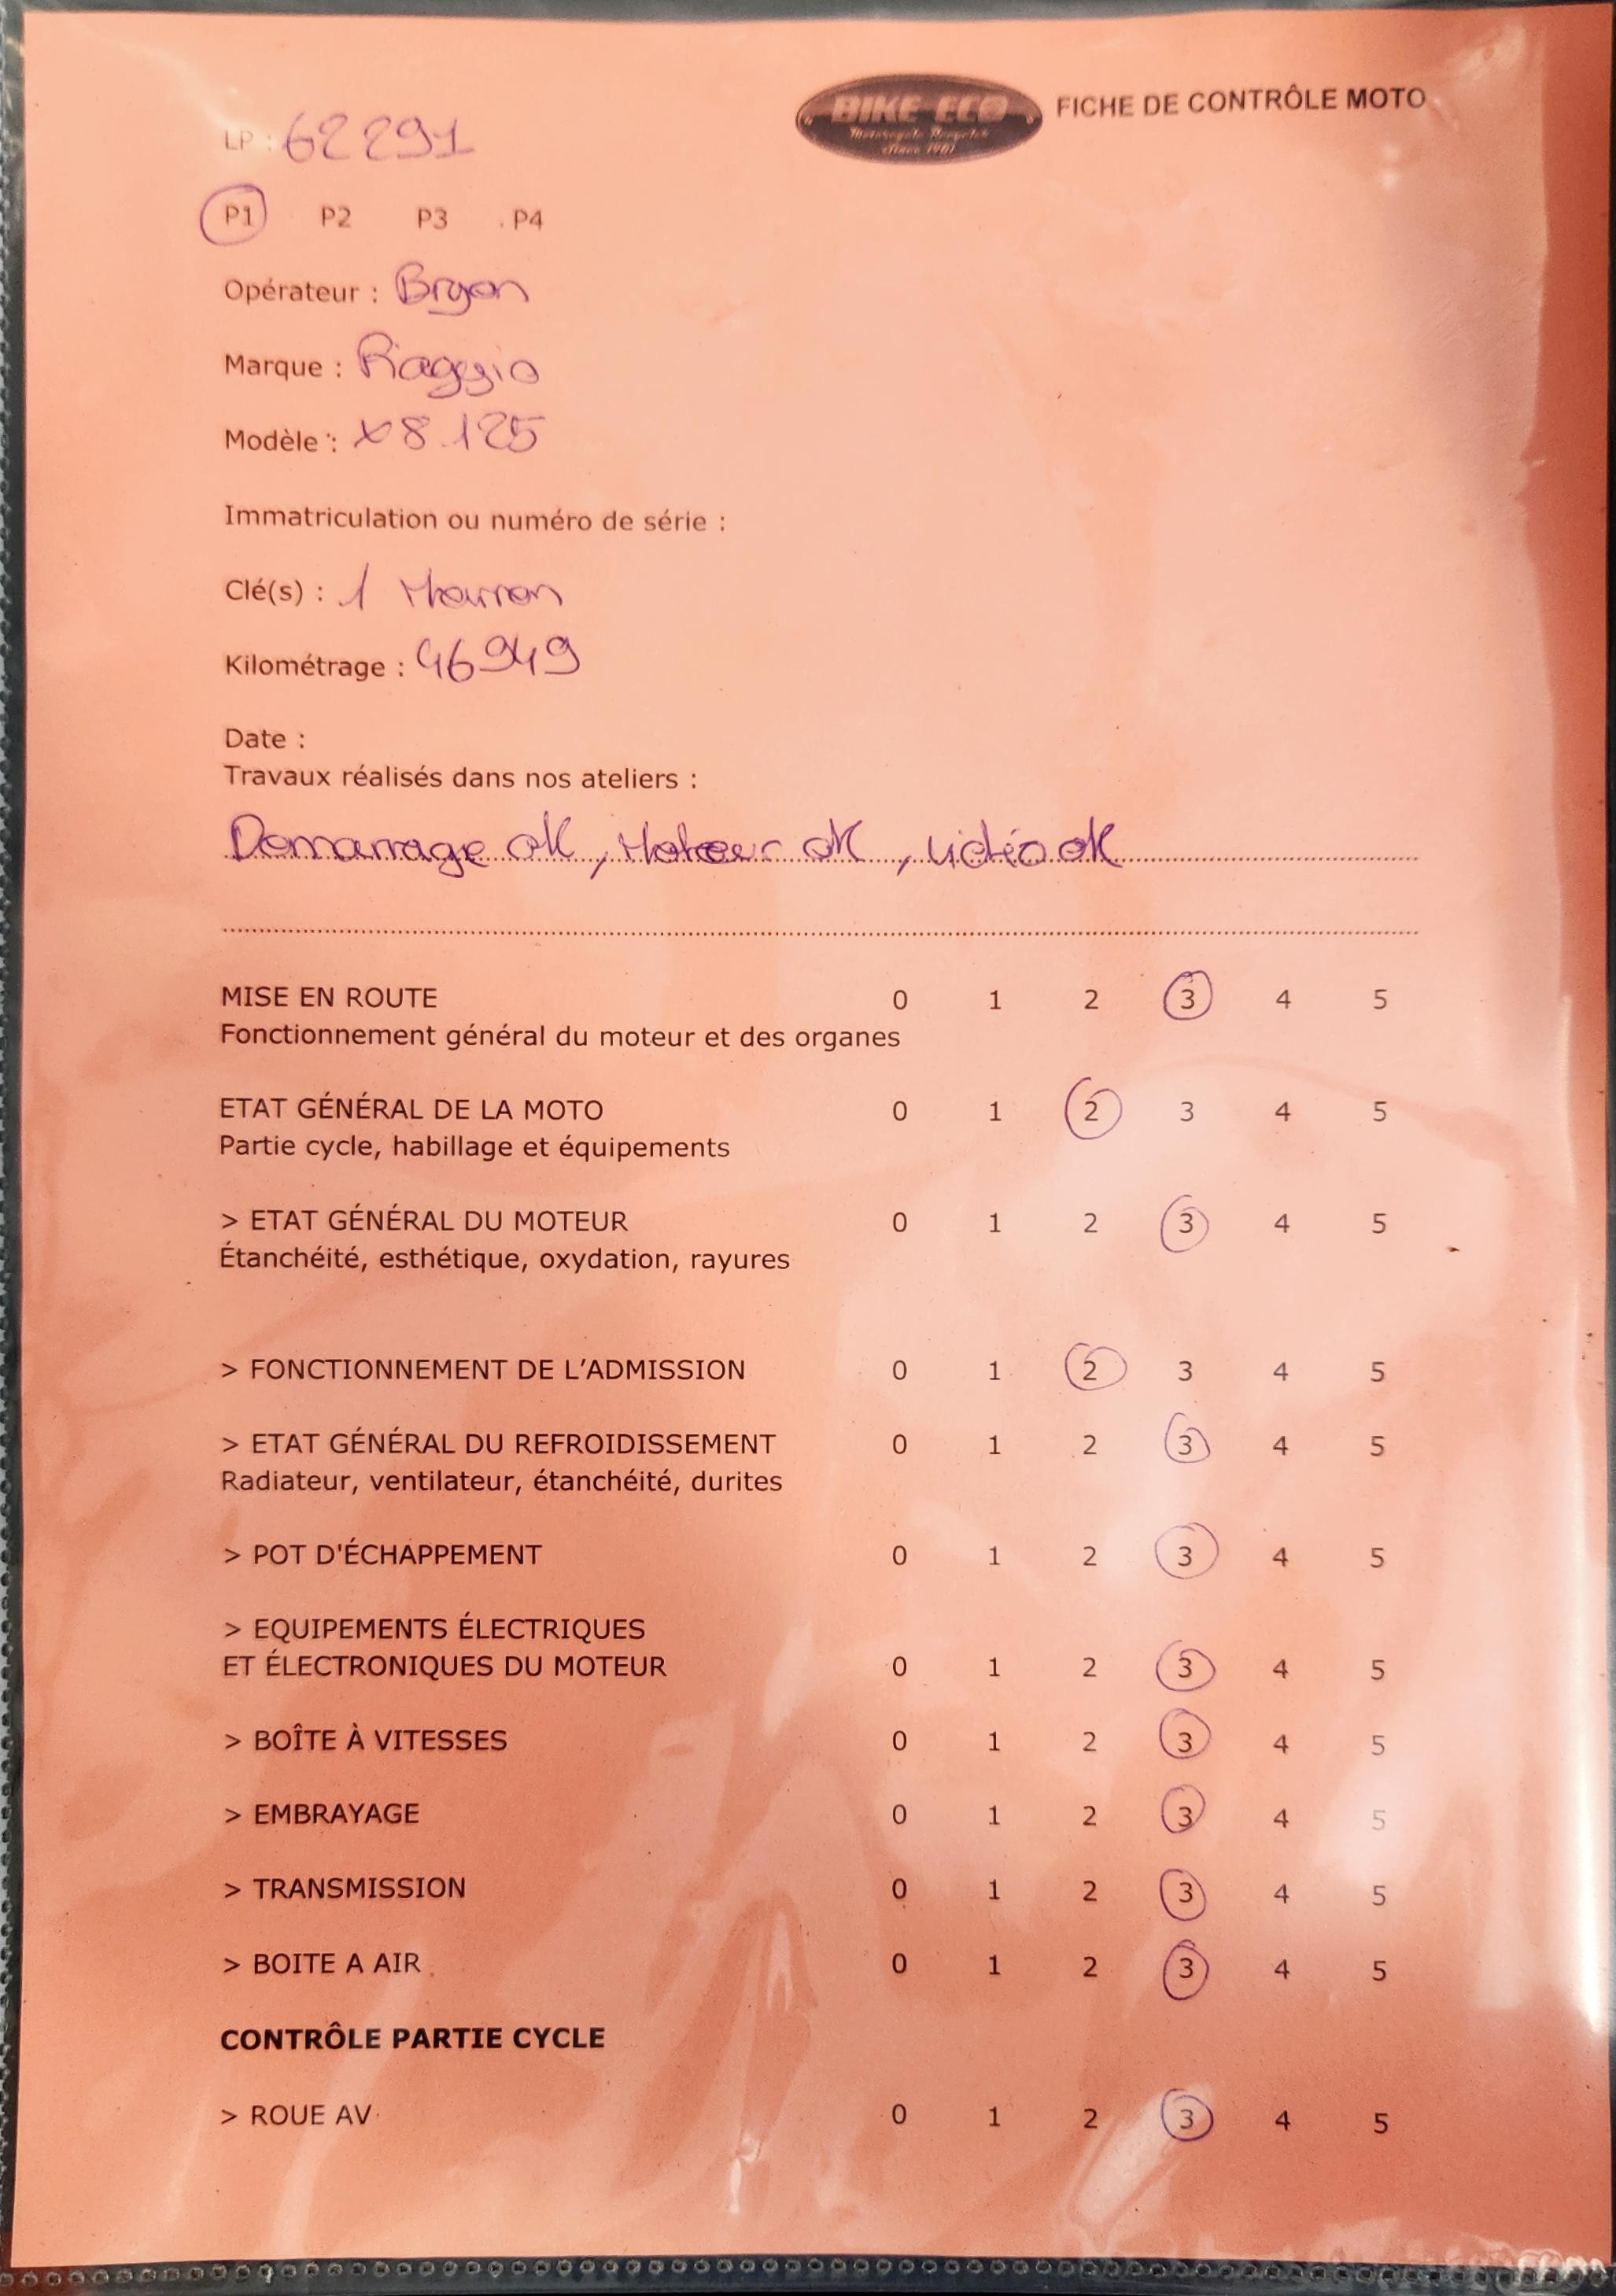 BIKE ECO
Motorcycle Recycler
Since 1981
FICHE DE CONTRÔLE MOTO
LP : 62291
P1 P2 P3 P4
Opérateur : Bryan
Marque : Piaggio
Modèle : X8 125
Immatriculation ou numéro de série :
Clé(s) : 1 Marron
Kilométrage : 46949
Date :
Travaux réalisés dans nos ateliers :
Demarrage ok, Moteur ok, vidéo ok
MISE EN ROUTE 0 1 2 3 4 5
Fonctionnement général du moteur et des organes
ETAT GÉNÉRAL DE LA MOTO 0 1 2 3 4 5
Partie cycle, habillage et équipements
> ETAT GÉNÉRAL DU MOTEUR 0 1 2 3 4 5
Étanchéité, esthétique, oxydation, rayures
> FONCTIONNEMENT DE L'ADMISSION 0 1 2 3 4 5
> ETAT GÉNÉRAL DU REFROIDISSEMENT 0 1 2 3 4 5
Radiateur, ventilateur, étanchéité, durites
> POT D'ÉCHAPPEMENT 0 1 2 3 4 5
> EQUIPEMENTS ÉLECTRIQUES
ET ÉLECTRONIQUES DU MOTEUR 0 1 2 3 4 5
> BOÎTE À VITESSES 0 1 2 3 4 5
> EMBRAYAGE 0 1 2 3 4 5
> TRANSMISSION 0 1 2 3 4 5
> BOITE A AIR 0 1 2 3 4 5
CONTRÔLE PARTIE CYCLE
> ROUE AV 0 1 2 3 4 5